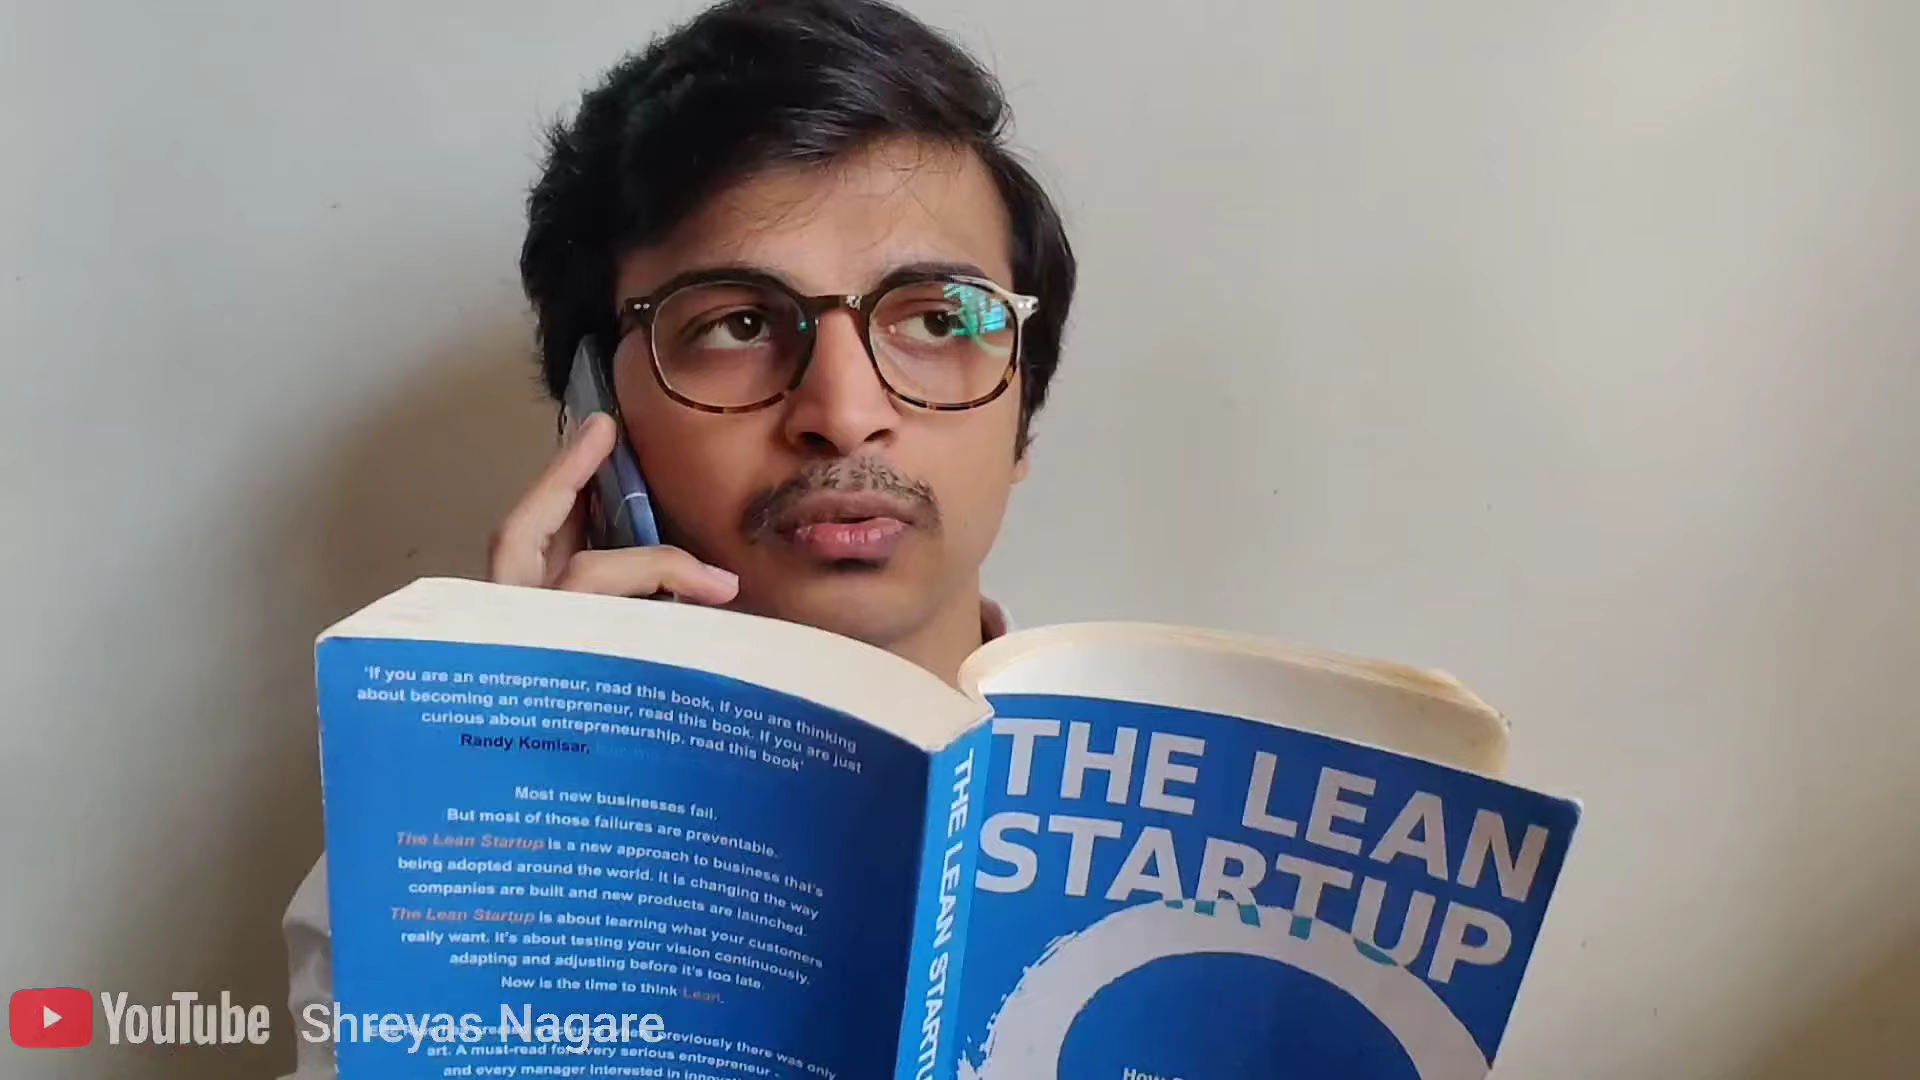 'If you are an entrepreneur, read this book. If you are thinking
about becoming an entrepreneur, read this book. If you are just
curious about entrepreneurship, read this book'
Randy Komisar,
Most new businesses fail.
But most of those failures are preventable.
The Lean Startup is a new approach to business that's
being adopted around the world. It is changing the way
companies are built and new products are launched.
The Lean Startup is about learning what your customers
really want. It's about testing your vision continuously,
adapting and adjusting before it's too late.
Now is the time to think Lean.
previously there was only
art. A must-read for every serious entrepreneur -
and every manager interested in
THE LEAN STARTU
THE LEAN
STARTUP
How
YouTube Shreyas Nagare